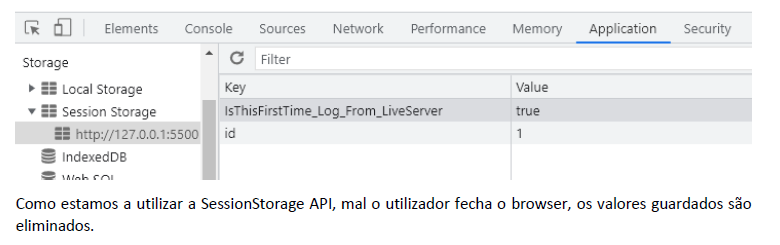 Elements Console Sources Network Performance Memory Application Security
Storage
Filter
Local Storage
Key Value
Session Storage
IsThisFirstTime_Log_From_LiveServer true
http://127.0.0.1:5500
id 1
IndexedDB
Web SQL
Como estamos a utilizar a SessionStorage API, mal o utilizador fecha o browser, os valores guardados são
eliminados.